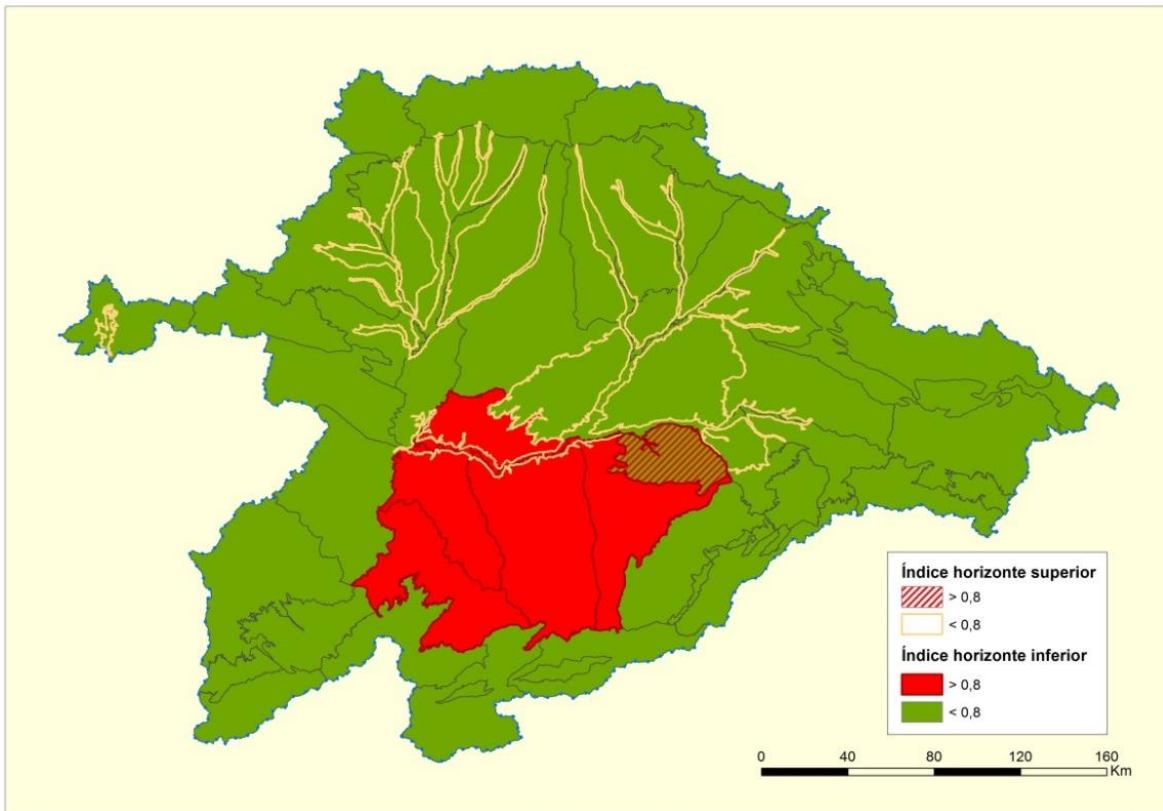 Índice horizonte superior
> 0,8
< 0,8
Índice horizonte inferior
> 0,8
< 0,8
0 40 80 120 160
Km